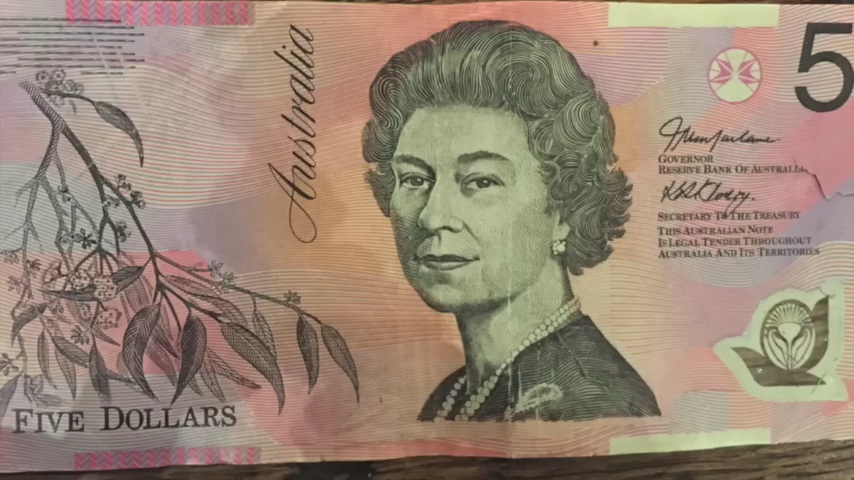 Australia
5
GOVERNOR
RESERVE BANK OF AUSTRALIA
SECRETARY TO THE TREASURY
THIS AUSTRALIAN NOTE
IS LEGAL TENDER THROUGHOUT
AUSTRALIA AND ITS TERRITORIES
FIVE DOLLARS